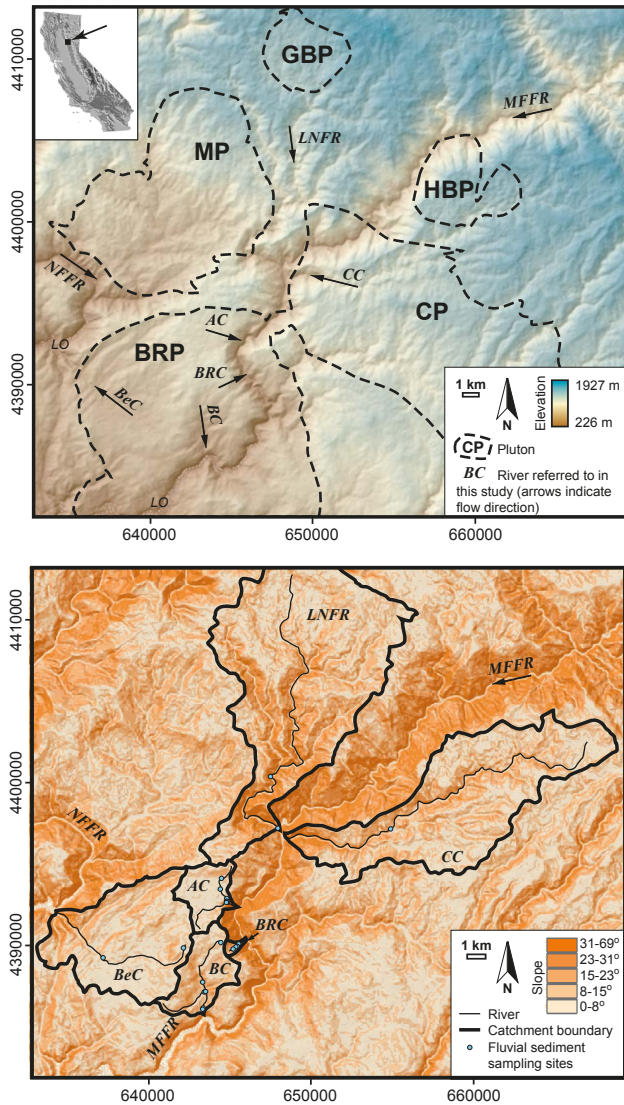 4410000
4400000
4390000
GBP
MFFR
LNFR
MP
HBP
NFFR
CC
CP
AC
LO
BRP
BRC
BeC
BC
LO
1 km
N
Elevation
1927 m
226 m
CP Pluton
BC River referred to in
this study (arrows indicate
flow direction)
640000 650000 660000
4410000
4400000
4390000
LNFR
MFFR
NFFR
CC
AC
BRC
BeC
BC
MFFR
1 km
N
Slope
31-69°
23-31°
15-23°
8-15°
0-8°
River
Catchment boundary
Fluvial sediment
sampling sites
640000 650000 660000